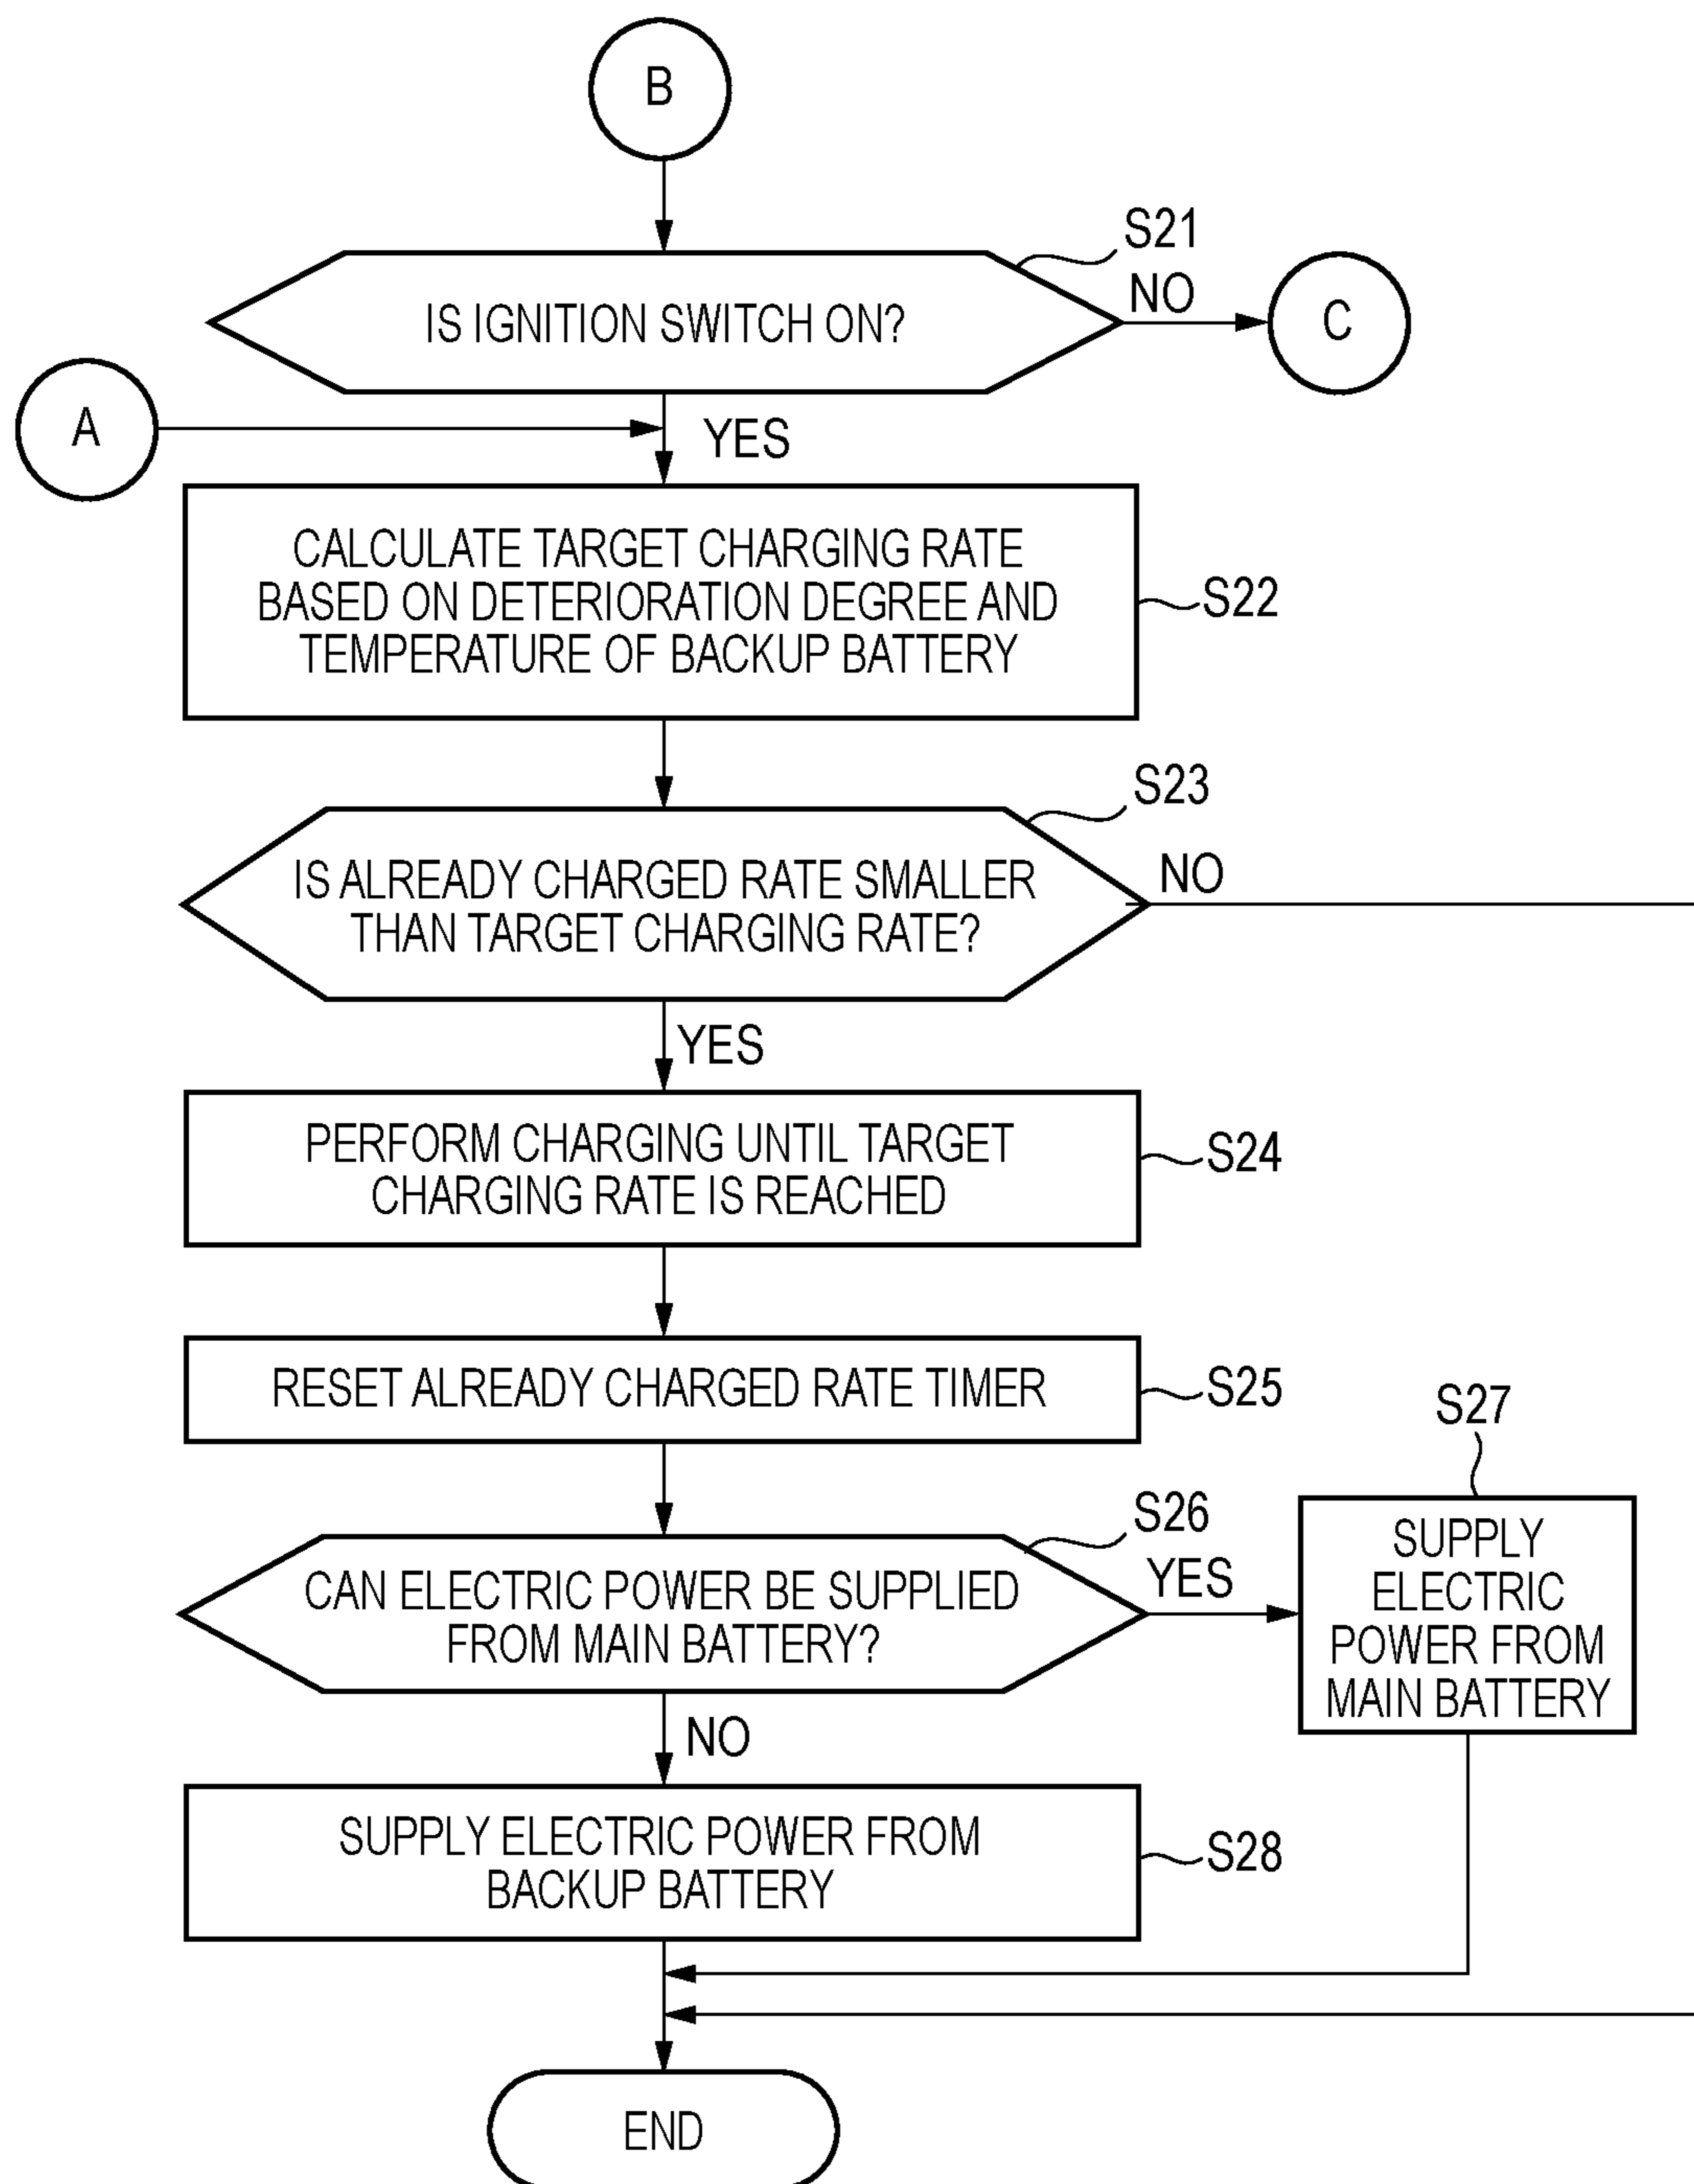 B
S21
IS IGNITION SWITCH ON?
NO
C
A
YES
CALCULATE TARGET CHARGING RATE
BASED ON DETERIORATION DEGREE AND
TEMPERATURE OF BACKUP BATTERY
S22
S23
IS ALREADY CHARGED RATE SMALLER
THAN TARGET CHARGING RATE?
NO
YES
PERFORM CHARGING UNTIL TARGET
CHARGING RATE IS REACHED
S24
RESET ALREADY CHARGED RATE TIMER
S25
S26
CAN ELECTRIC POWER BE SUPPLIED
FROM MAIN BATTERY?
YES
S27
SUPPLY
ELECTRIC
POWER FROM
MAIN BATTERY
NO
SUPPLY ELECTRIC POWER FROM
BACKUP BATTERY
S28
END